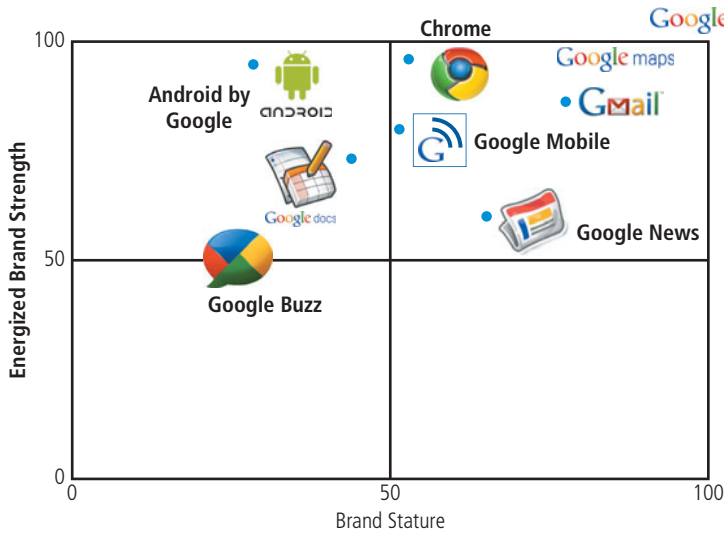 Google
Chrome
100
Google maps
Android by
Google
ANDROID
GMail
G
Google Mobile
Google docs
Google News
Energized Brand Strength
50
Google Buzz
0
0
50
100
Brand Stature